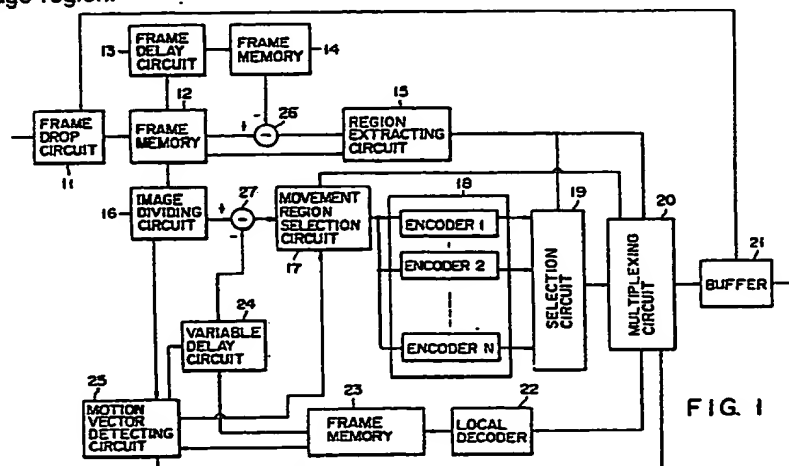 age region.
13
FRAME
DELAY
CIRCUIT
FRAME
MEMORY
14
12
15
FRAME
DROP
CIRCUIT
11
FRAME
MEMORY
+
-
26
REGION
EXTRACTING
CIRCUIT
16
IMAGE
DIVIDING
CIRCUIT
+
-
27
MOVEMENT
REGION
SELECTION
CIRCUIT
17
18
ENCODER 1
ENCODER 2
ENCODER N
19
SELECTION
CIRCUIT
20
MULTIPLEXING
CIRCUIT
21
BUFFER
24
VARIABLE
DELAY
CIRCUIT
25
MOTION
VECTOR
DETECTING
CIRCUIT
23
FRAME
MEMORY
22
LOCAL
DECODER
FIG. 1